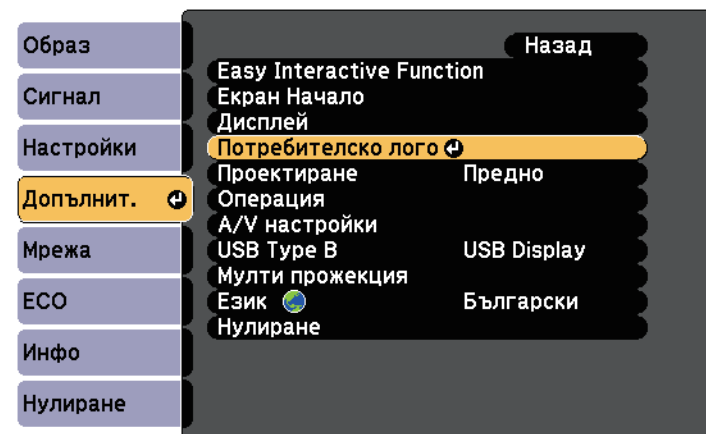 Образ
Сигнал
Настройки
Допълнит.
Мрежа
ECO
Инфо
Нулиране
Назад
Easy Interactive Function
Екран Начало
Дисплей
Потребителско лого
Проектиране Предно
Операция
A/V настройки
USB Type B USB Display
Мулти прожекция
Език Български
Нулиране